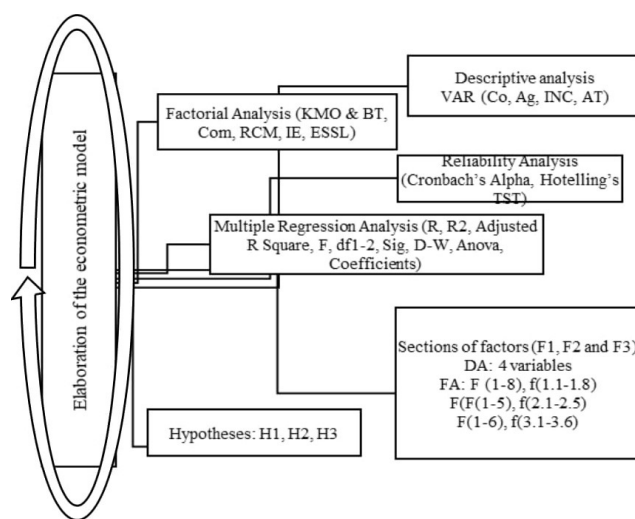 Elaboration of the econometric model
Descriptive analysis
VAR (Co, Ag, INC, AT)
Factorial Analysis (KMO & BT,
Com, RCM, IE, ESSL)
Reliability Analysis
(Cronbach's Alpha, Hotelling's
TST)
Multiple Regression Analysis (R, R2, Adjusted
R Square, F, df1-2, Sig, D-W, Anova,
Coefficients)
Sections of factors (F1, F2 and F3)
DA: 4 variables
FA: F (1-8), f(1.1-1.8)
F(F(1-5), f(2.1-2.5)
F(1-6), f(3.1-3.6)
Hypotheses: H1, H2, H3